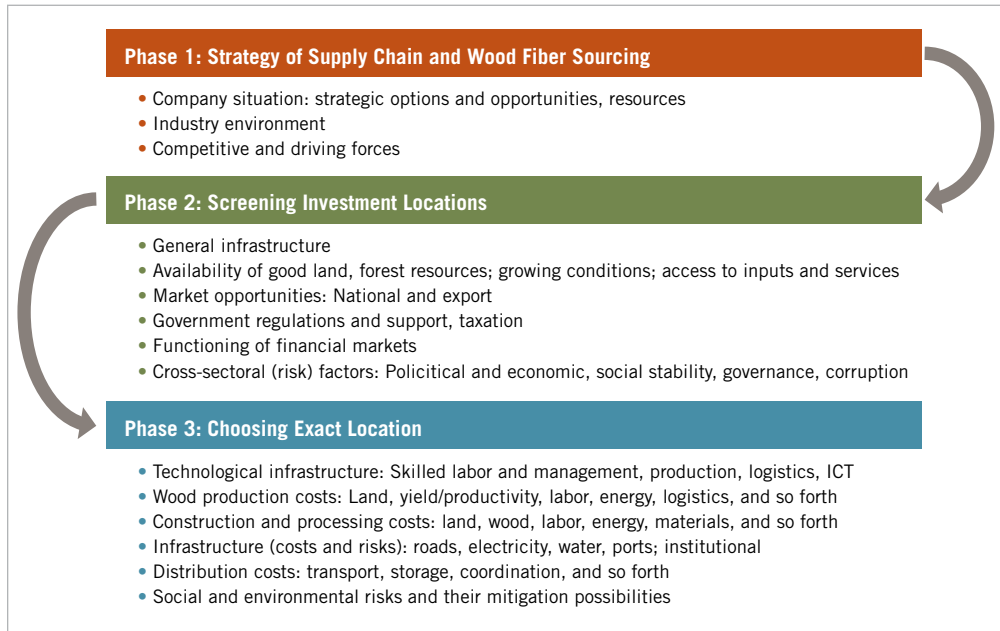 Phase 1: Strategy of Supply Chain and Wood Fiber Sourcing
• Company situation: strategic options and opportunities, resources
• Industry environment
• Competitive and driving forces
Phase 2: Screening Investment Locations
• General infrastructure
• Availability of good land, forest resources; growing conditions; access to inputs and services
• Market opportunities: National and export
• Government regulations and support, taxation
• Functioning of financial markets
• Cross-sectoral (risk) factors: Policitical and economic, social stability, governance, corruption
Phase 3: Choosing Exact Location
• Technological infrastructure: Skilled labor and management, production, logistics, ICT
• Wood production costs: Land, yield/productivity, labor, energy, logistics, and so forth
• Construction and processing costs: land, wood, labor, energy, materials, and so forth
• Infrastructure (costs and risks): roads, electricity, water, ports; institutional
• Distribution costs: transport, storage, coordination, and so forth
• Social and environmental risks and their mitigation possibilities